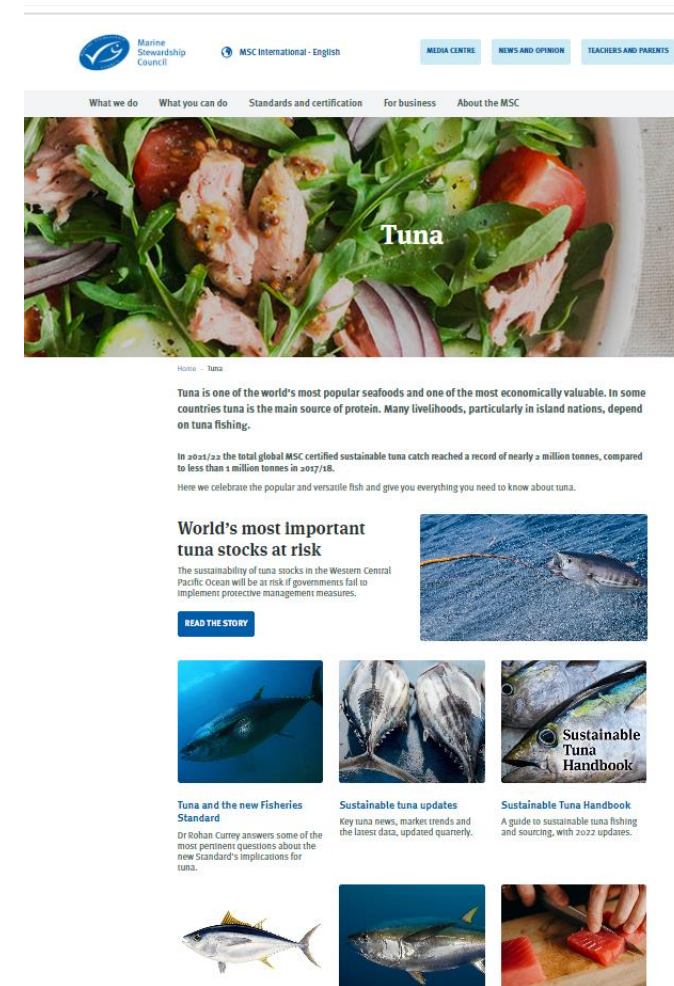 Marine
Stewardship
Council
MSC International - English
MEDIA CENTRE
NEWS AND OPINION
TEACHERS AND PARENTS
What we do
What you can do
Standards and certification
For business
About the MSC
Tuna
Home - Tuna
Tuna is one of the world's most popular seafoods and one of the most economically valuable. In some
countries tuna is the main source of protein. Many livelihoods, particularly in island nations, depend
on tuna fishing.
In 2021/22 the total global MSC certified sustainable tuna catch reached a record of nearly 2 million tonnes, compared
to less than 1 million tonnes in 2017/18.
Here we celebrate the popular and versatile fish and give you everything you need to know about tuna.
World's most important
tuna stocks at risk
The sustainability of tuna stocks in the Western Central
Pacific Ocean will be at risk if governments fail to
implement protective management measures.
READ THE STORY
Sustainable
Tuna
Handbook
Tuna and the new Fisheries
Standard
Dr Rohan Currey answers some of the
most pertinent questions about the
new Standard's implications for
tuna.
Sustainable tuna updates
Key tuna news, market trends and
the latest data, updated quarterly.
Sustainable Tuna Handbook
A guide to sustainable tuna fishing
and sourcing, with 2022 updates.